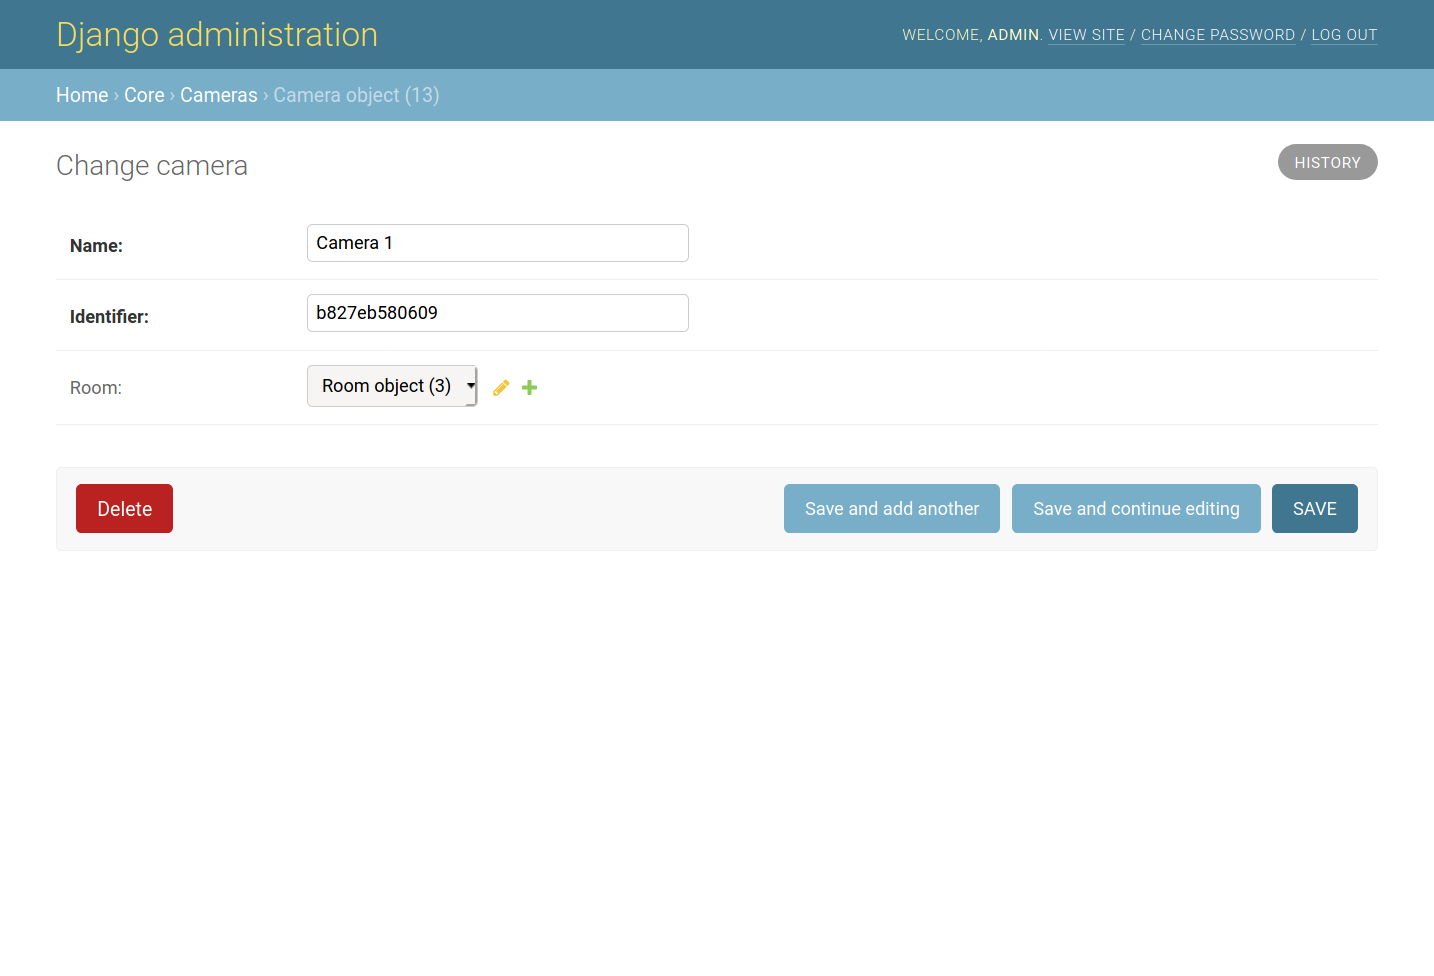 Django administration
WELCOME, ADMIN. VIEW SITE / CHANGE PASSWORD / LOG OUT
Home › Core › Cameras › Camera object (13)
Change camera
HISTORY
Name:
Camera 1
Identifier:
b827eb580609
Room:
Room object (3)
Delete
Save and add another
Save and continue editing
SAVE